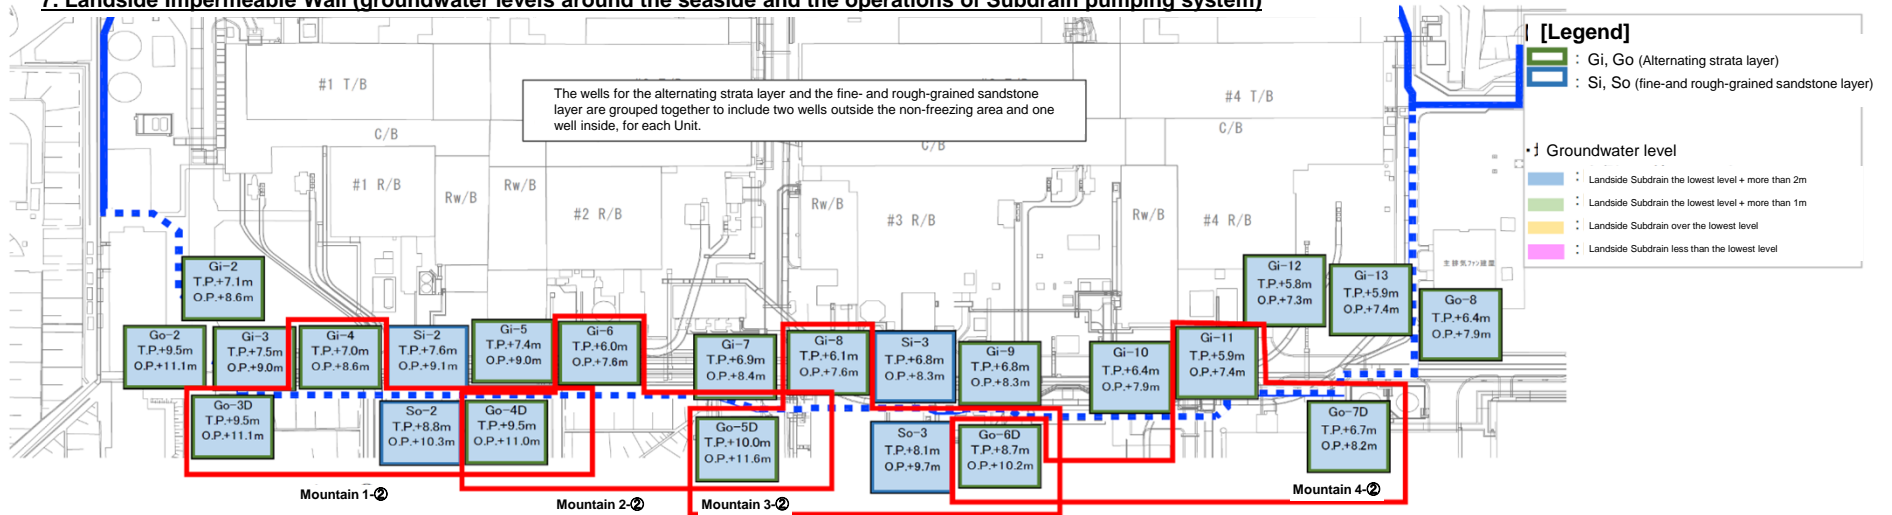 7. Landside Impermeable Wall (groundwater levels around the seaside and the operations of Subdrain pumping system)
[Legend]
: Gi, Go (Alternating strata layer)
: Si, So (fine-and rough-grained sandstone layer)
Groundwater level
: Landside Subdrain the lowest level + more than 2m
: Landside Subdrain the lowest level + more than 1m
: Landside Subdrain over the lowest level
: Landside Subdrain less than the lowest level
The wells for the alternating strata layer and the fine- and rough-grained sandstone
layer are grouped together to include two wells outside the non-freezing area and one
well inside, for each Unit.
#1 T/B
#4 T/B
C/B
C/B
C/B
#1 R/B
Rw/B
Rw/B
#2 R/B
Rw/B
#3 R/B
Rw/B
#4 R/B
主排気ファン建屋
Gi-2
T.P.+7.1m
O.P.+8.6m
Go-2
T.P.+9.5m
O.P.+11.1m
Gi-3
T.P.+7.5m
O.P.+9.0m
Gi-4
T.P.+7.0m
O.P.+8.6m
Si-2
T.P.+7.6m
O.P.+9.1m
Gi-5
T.P.+7.4m
O.P.+9.0m
Gi-6
T.P.+6.0m
O.P.+7.6m
Gi-7
T.P.+6.9m
O.P.+8.4m
Gi-8
T.P.+6.1m
O.P.+7.6m
Si-3
T.P.+6.8m
O.P.+8.3m
Gi-9
T.P.+6.8m
O.P.+8.3m
Gi-10
T.P.+6.4m
O.P.+7.9m
Gi-11
T.P.+5.9m
O.P.+7.4m
Gi-12
T.P.+5.8m
O.P.+7.3m
Gi-13
T.P.+5.9m
O.P.+7.4m
Go-8
T.P.+6.4m
O.P.+7.9m
Go-3D
T.P.+9.5m
O.P.+11.1m
So-2
T.P.+8.8m
O.P.+10.3m
Go-4D
T.P.+9.5m
O.P.+11.0m
Go-5D
T.P.+10.0m
O.P.+11.6m
So-3
T.P.+8.1m
O.P.+9.7m
Go-6D
T.P.+8.7m
O.P.+10.2m
Go-7D
T.P.+6.7m
O.P.+8.2m
Mountain 1-②
Mountain 2-②
Mountain 3-②
Mountain 4-②